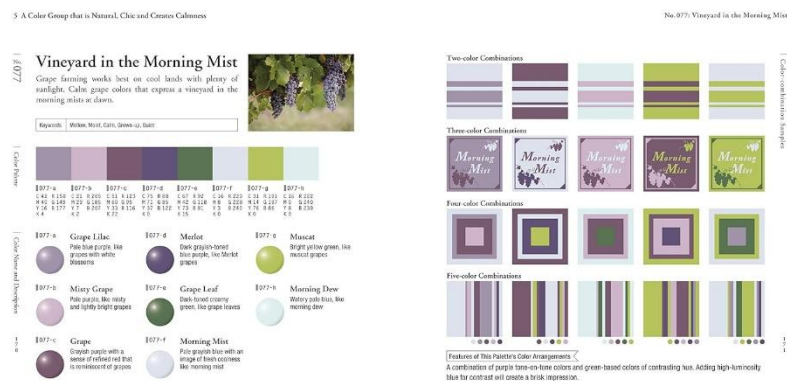 5 A Color Group that is Natural, Chic and Creates Calmness
№077
Vineyard in the Morning Mist
Grape farming works best on cool lands with plenty of
sunlight. Calm grape colors that express a vineyard in the
morning mists at dawn.
Keywords Mellow, Moist, Calm, Grown-up, Quiet
Color Palette
077-a
077-b
077-c
077-d
077-e
077-f
077-g
077-h
Color Name and Description
077-a Grape Lilac
Pale blue purple, like
grapes with white
blossoms
077-b Misty Grape
Pale purple, like misty
and lightly bright grapes
077-c Grape
Grayish purple with a
sense of refined red that
is reminiscent of grapes
077-d Merlot
Dark grayish-toned
blue purple, like Merlot
grapes
077-e Grape Leaf
Dark-toned creamy
green, like grape leaves
077-f Morning Mist
Pale grayish blue with an
image of fresh coolness
like morning mist
077-g Muscat
Bright yellow green, like
muscat grapes
077-h Morning Dew
Watery pale blue, like
morning dew
170
No.077: Vineyard in the Morning Mist
Two-color Combinations
Three-color Combinations
Morning
Mist
Morning
Mist
Morning
Mist
Morning
Mist
Morning
Mist
Four-color Combinations
Five-color Combinations
Features of This Palette's Color Arrangements
A combination of purple tone-on-tone colors and green-based colors of contrasting hue. Adding high-luminosity
blue for contrast will create a brisk impression.
Color-combination Samples
171